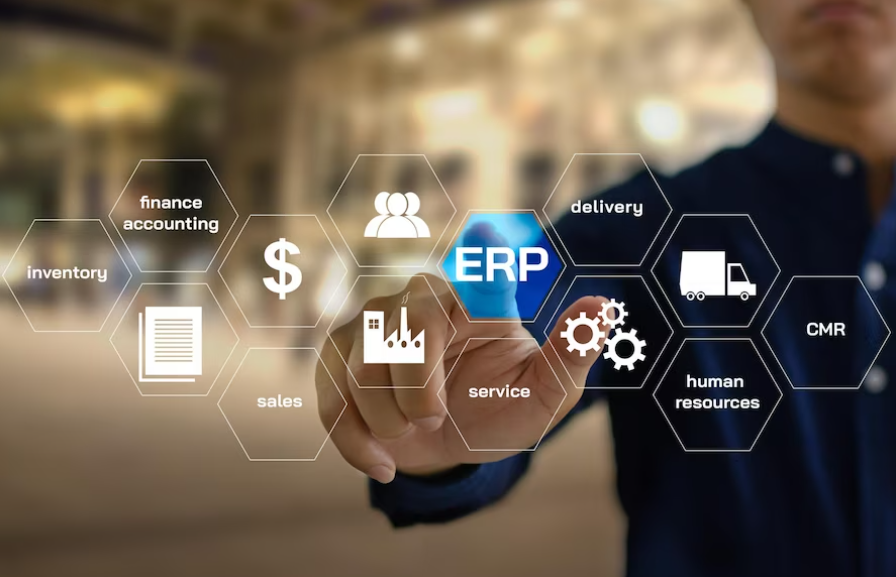 finance
accounting
delivery
inventory
$
ERP
CMR
human
resources
service
sales